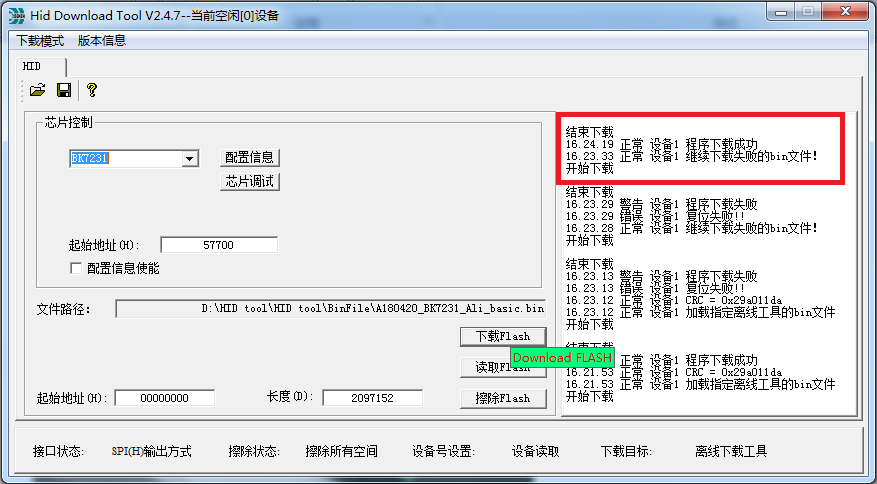 Hid Download Tool V2.4.7--当前空闲[0]设备
下载模式 版本信息
HID
芯片控制
BK7231
配置信息
芯片调试
起始地址(H): 57700
配置信息使能
文件路径: D:\HID tool\HID tool\BinFile\A180420_BK7231_Ali_basic.bin
下载Flash
Download FLASH
读取Flash
起始地址(H): 00000000 长度(D): 2097152 擦除Flash
结束下载
16.24.19 正常 设备1 程序下载成功
16.23.33 正常 设备1 继续下载失败的bin文件!
开始下载
结束下载
16.23.29 警告 设备1 程序下载失败
16.23.29 错误 设备1 复位失败!!
16.23.28 正常 设备1 继续下载失败的bin文件!
开始下载
结束下载
16.23.13 警告 设备1 程序下载失败
16.23.13 错误 设备1 复位失败!!
16.23.12 正常 设备1 CRC = 0x29a011da
16.23.12 正常 设备1 加载指定离线工具的bin文件
开始下载
结束下载
正常 设备1 程序下载成功
16.21.53 正常 设备1 CRC = 0x29a011da
16.21.53 正常 设备1 加载指定离线工具的bin文件
开始下载
接口状态: SPI(H)输出方式 擦除状态: 擦除所有空间 设备号设置: 设备读取 下载目标: 离线下载工具